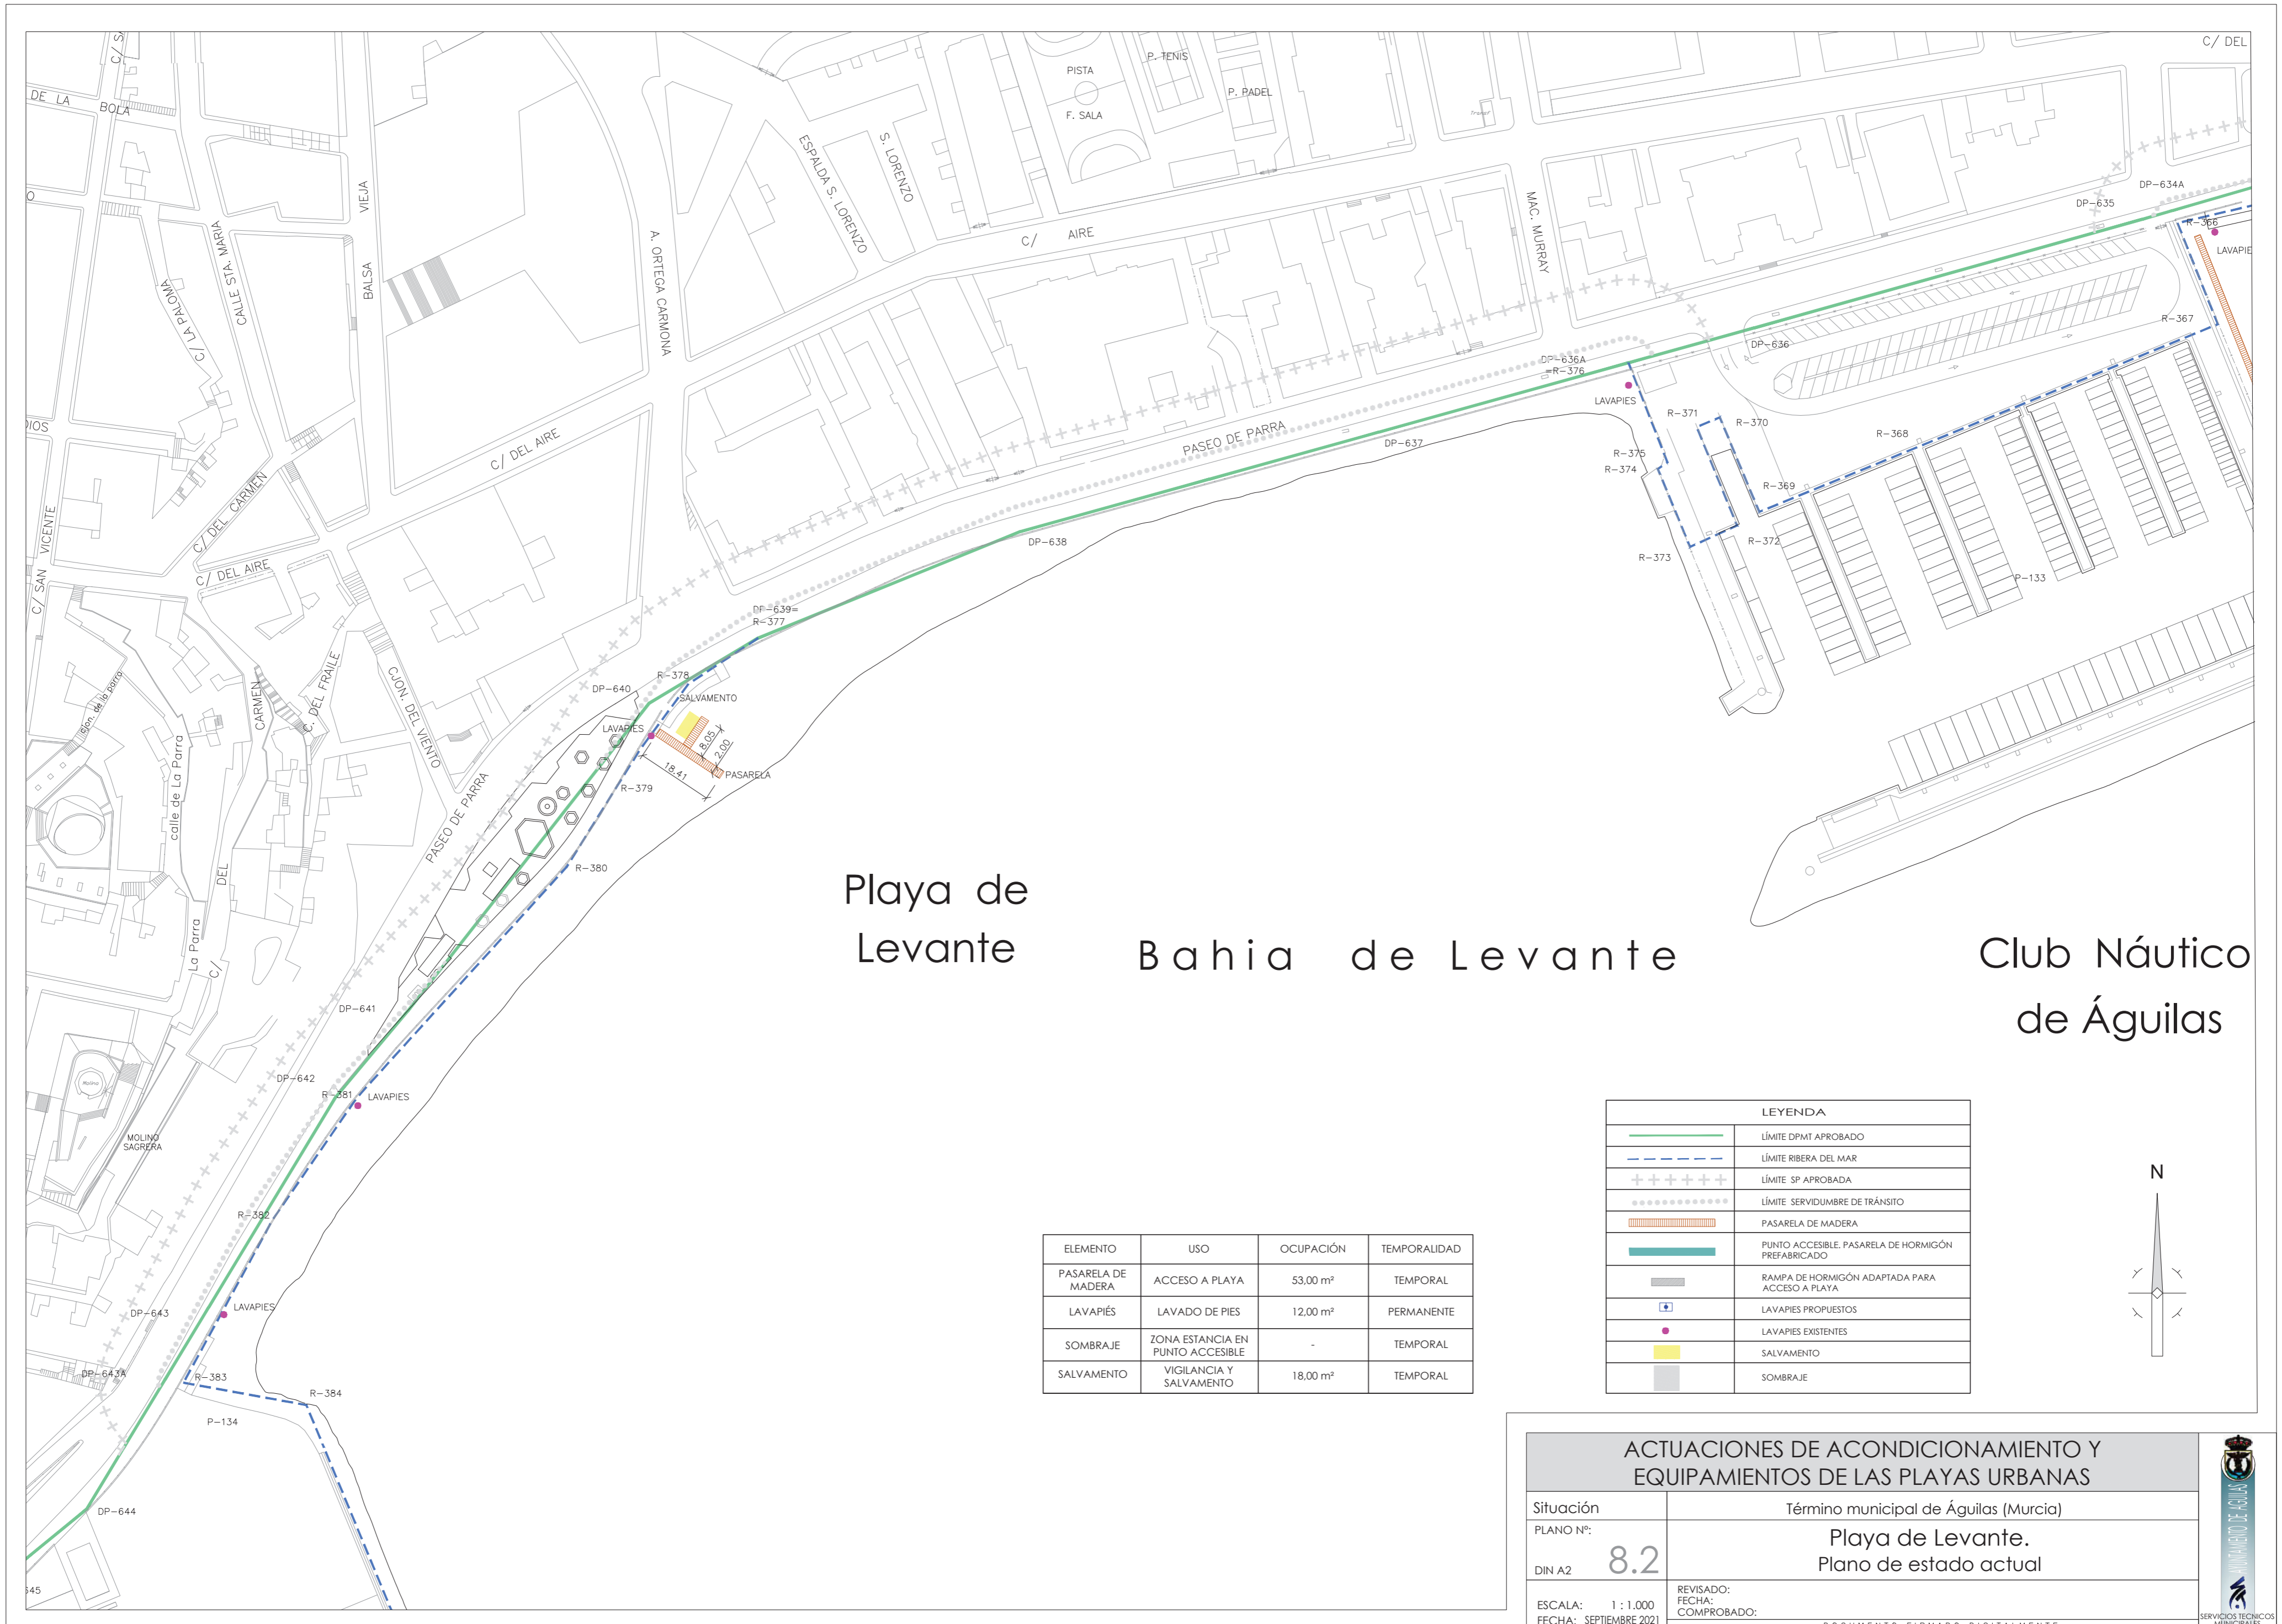 C/ DEL
DE LA
BOLA
VIEJA
BALSA
CALLE STA. MARIA
C/ LA PALOMA
C/ DEL CARMEN
C/ DEL AIRE
C/ DEL AIRE
C/ SAN VICENTE
A. ORTEGA CARMONA
ESPALDA S. LORENZO
S. LORENZO
PISTA
F. SALA
P. TENIS
P. PADEL
Transf
C/ AIRE
MAC. MURRAY
DP-634A
DP-635
R-366
LAVAPIE
R-367
DP-636
DP-636A
=R-376
LAVAPIES
R-371
R-370
R-368
R-375
R-374
R-369
R-372
R-373
P-133
PASEO DE PARRA
DP-637
DP-638
DP-639=
R-377
R-378
DP-640
SALVAMENTO
LAVAPIES
8.05
2.00
18.41
PASARELA
R-379
R-380
PASEO DE PARRA
CJON. DEL VIENTO
C. DEL FRAILE
C/ DEL CARMEN
calle de La Parra
La Parra
Molino
MOLINO
SAGRERA
DP-641
DP-642
R-381
LAVAPIES
R-382
DP-643
LAVAPIES
DP-643A
R-383
R-384
P-134
DP-644
645
Playa de
Levante
Bahia de Levante
Club Náutico
de Águilas
LEYENDA
LÍMITE DPMT APROBADO
LÍMITE RIBERA DEL MAR
LÍMITE SP APROBADA
LÍMITE SERVIDUMBRE DE TRÁNSITO
PASARELA DE MADERA
PUNTO ACCESIBLE. PASARELA DE HORMIGÓN
PREFABRICADO
RAMPA DE HORMIGÓN ADAPTADA PARA
ACCESO A PLAYA
LAVAPIES PROPUESTOS
LAVAPIES EXISTENTES
SALVAMENTO
SOMBRAJE
N
ELEMENTO USO OCUPACIÓN TEMPORALIDAD
PASARELA DE MADERA ACCESO A PLAYA 53,00 m² TEMPORAL
LAVAPIÉS LAVADO DE PIES 12,00 m² PERMANENTE
SOMBRAJE ZONA ESTANCIA EN PUNTO ACCESIBLE - TEMPORAL
SALVAMENTO VIGILANCIA Y SALVAMENTO 18,00 m² TEMPORAL
ACTUACIONES DE ACONDICIONAMIENTO Y
EQUIPAMIENTOS DE LAS PLAYAS URBANAS
Situación
Término municipal de Águilas (Murcia)
PLANO Nº:
DIN A2
8.2
Playa de Levante.
Plano de estado actual
ESCALA: 1 : 1.000
FECHA: SEPTIEMBRE 2021
REVISADO:
FECHA:
COMPROBADO:
AYUNTAMIENTO DE AGUILAS
SERVICIOS TECNICOS
MUNICIPALES